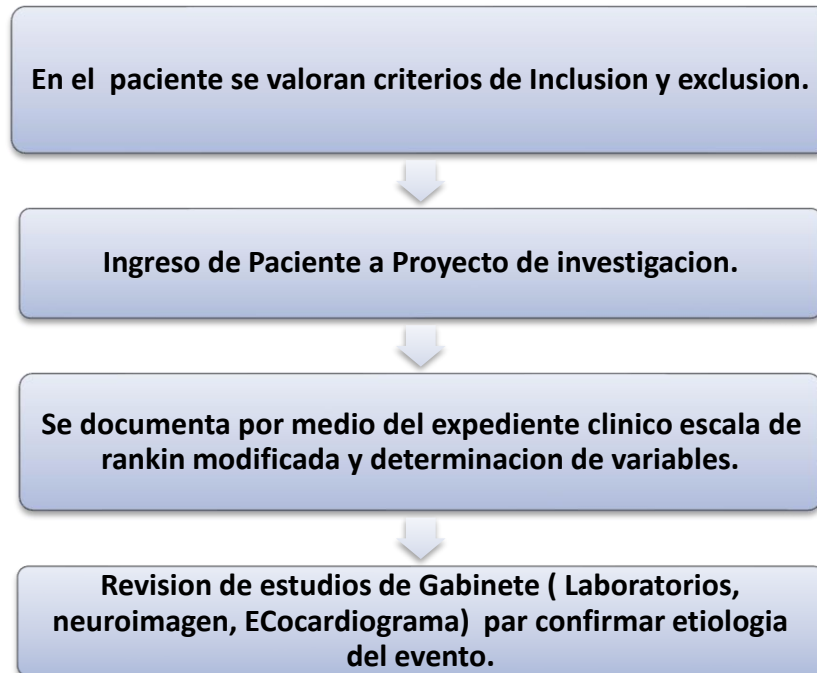 En el paciente se valoran criterios de Inclusion y exclusion.
Ingreso de Paciente a Proyecto de investigacion.
Se documenta por medio del expediente clinico escala de
rankin modificada y determinacion de variables.
Revision de estudios de Gabinete ( Laboratorios,
neuroimagen, ECocardiograma) par confirmar etiologia
del evento.